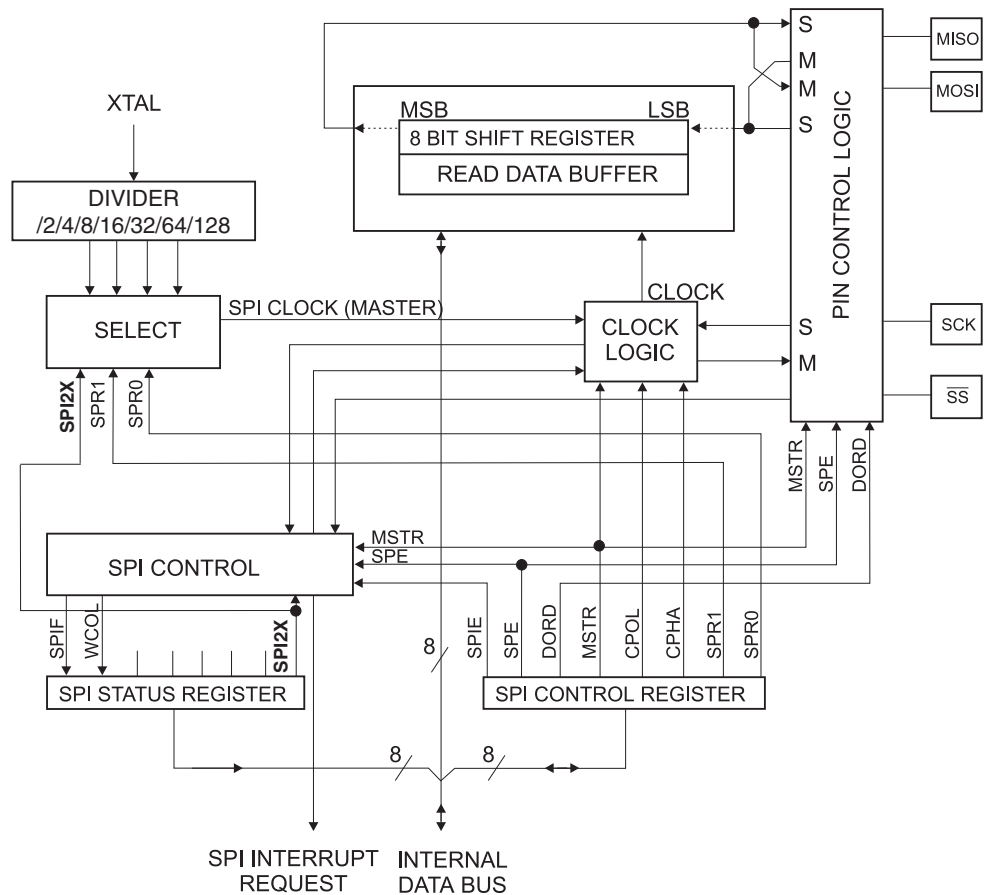 S
MISO
M
M
MOSI
S
XTAL
MSB
LSB
8 BIT SHIFT REGISTER
READ DATA BUFFER
DIVIDER
/2/4/8/16/32/64/128
PIN CONTROL LOGIC
SPI CLOCK (MASTER)
CLOCK
SELECT
CLOCK
LOGIC
S
SCK
M
SS
SPI2X
SPR1
SPR0
MSTR
SPE
DORD
MSTR
SPE
SPI CONTROL
SPIF
WCOL
SPI2X
8
SPIE
SPE
DORD
MSTR
CPOL
CPHA
SPR1
SPR0
SPI STATUS REGISTER
SPI CONTROL REGISTER
8
8
SPI INTERRUPT
REQUEST
INTERNAL
DATA BUS